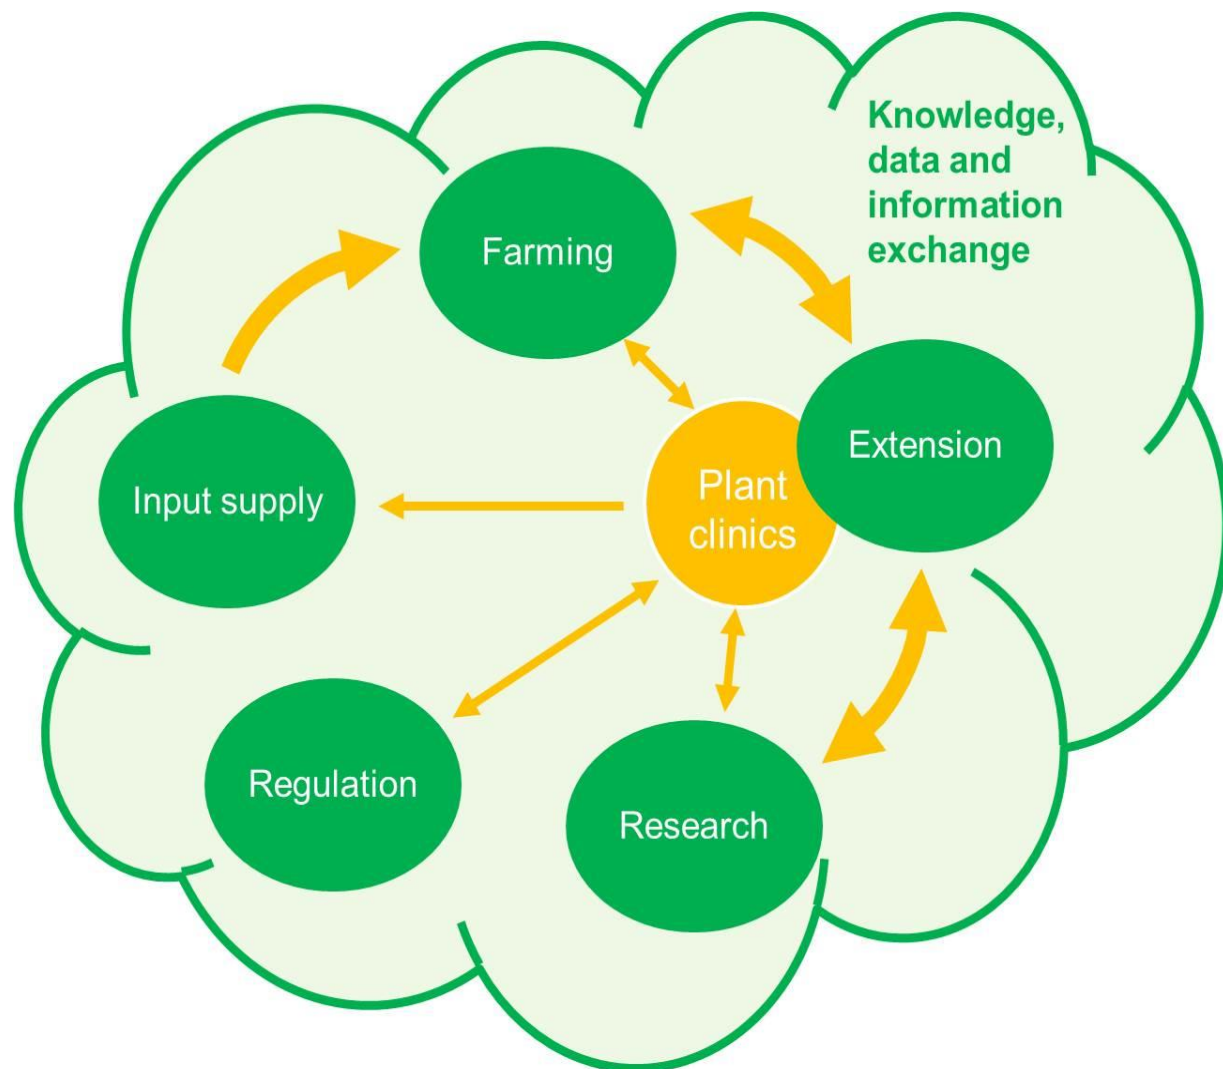 Knowledge,
data and
information
exchange
Farming
Extension
Input supply
Plant
clinics
Regulation
Research